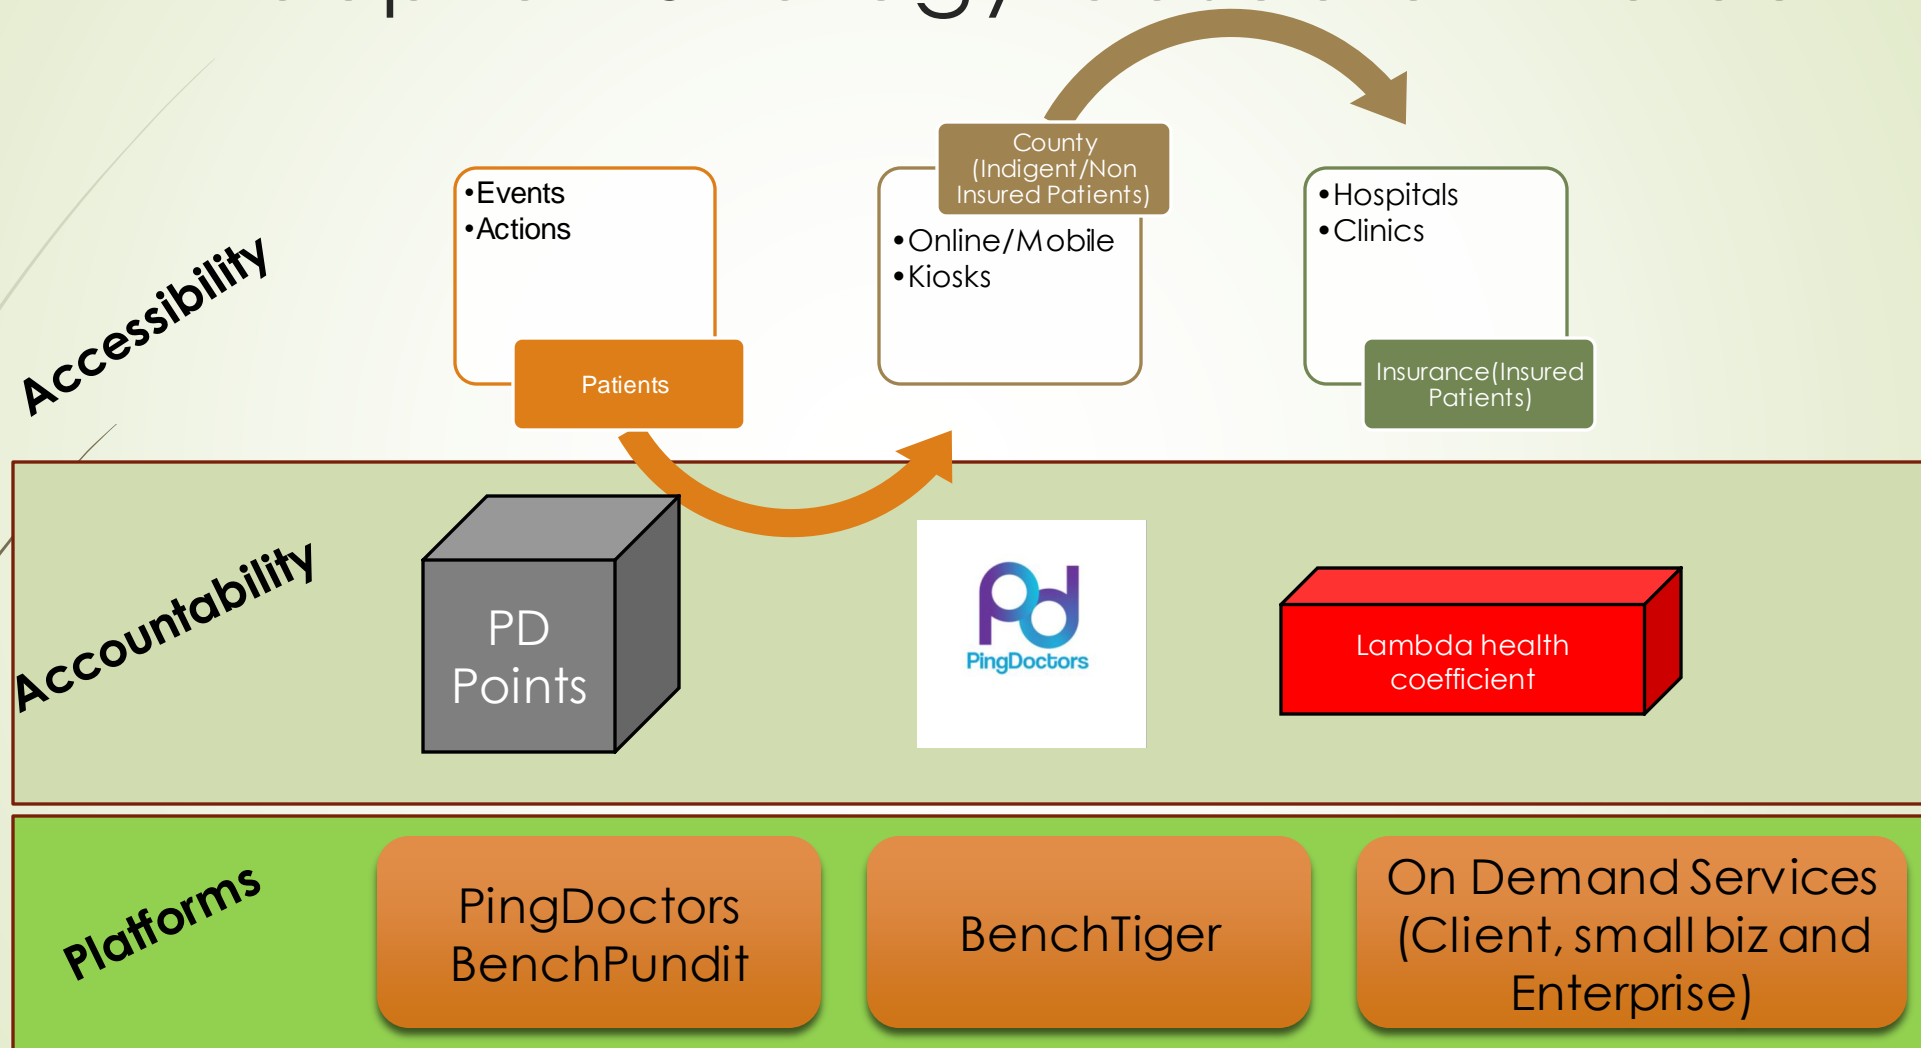 Accessibility
•Events
•Actions
Patients
County
(Indigent/Non
Insured Patients)
•Online/Mobile
•Kiosks
•Hospitals
•Clinics
Insurance(Insured
Patients)
Accountability
PD
Points
Pd
PingDoctors
Lambda health
coefficient
Platforms
PingDoctors
BenchPundit
BenchTiger
On Demand Services
(Client, small biz and
Enterprise)